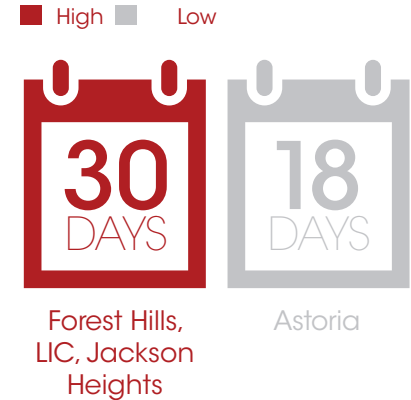 High Low
30
DAYS
18
DAYS
Forest Hills,
LIC, Jackson
Heights
Astoria